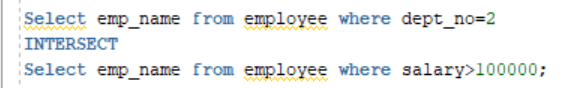 Select emp_name from employee where dept_no=2
INTERSECT
Select emp_name from employee where salary>100000;